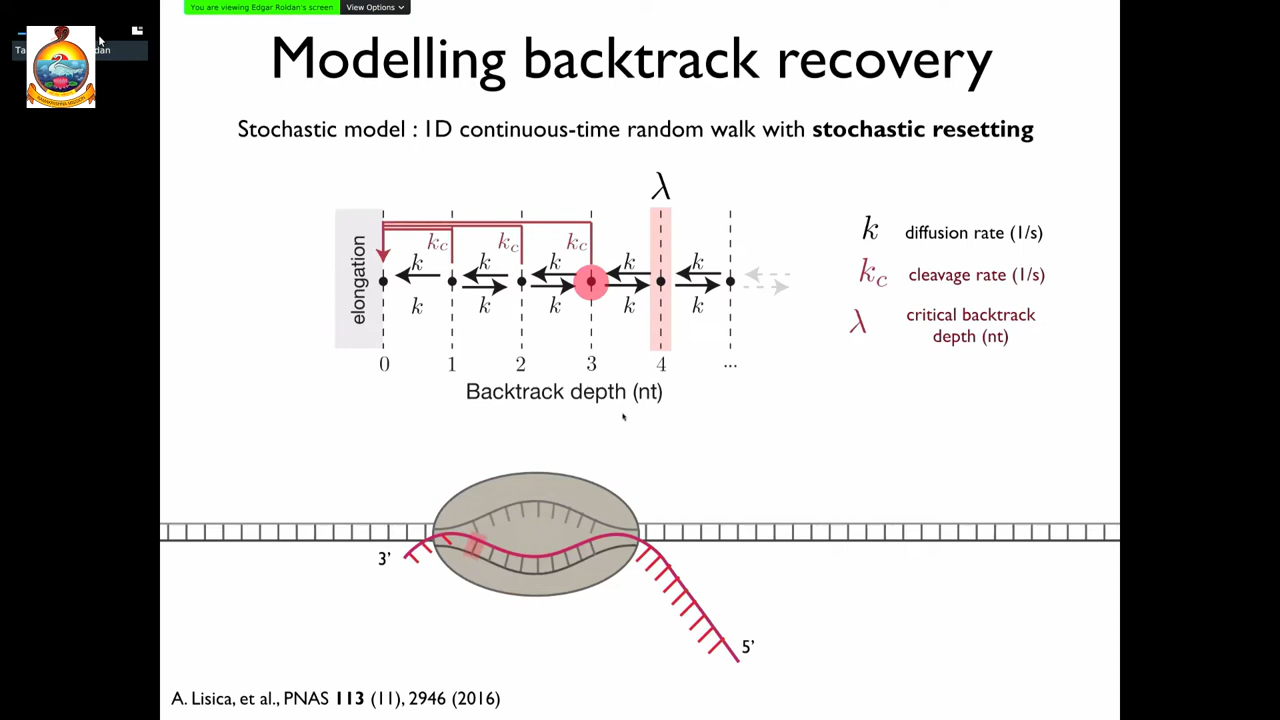 You are viewing Edgar Roldan's screen View Options
Modelling backtrack recovery
Stochastic model : 1D continuous-time random walk with stochastic resetting
λ
elongation
k_c k_c k_c
k k k k k
k k k k k
0 1 2 3 4 ...
Backtrack depth (nt)
k diffusion rate (1/s)
k_c cleavage rate (1/s)
λ critical backtrack
depth (nt)
3'
5'
A. Lisica, et al., PNAS 113 (11), 2946 (2016)